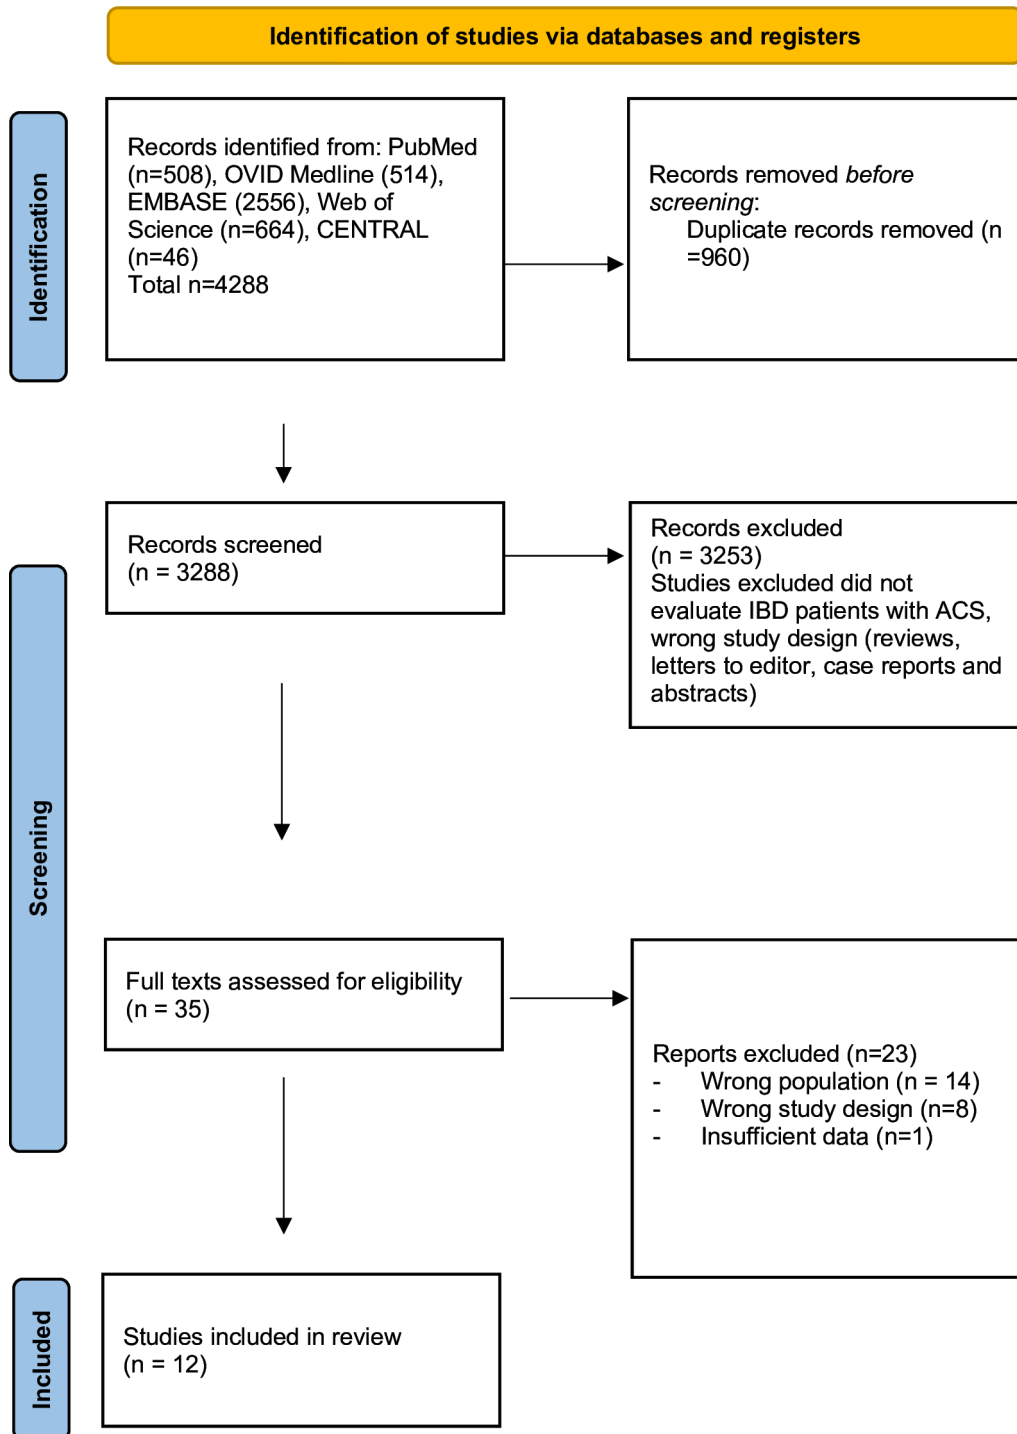 Identification of studies via databases and registers
Identification
Records identified from: PubMed
(n=508), OVID Medline (514),
EMBASE (2556), Web of
Science (n=664), CENTRAL
(n=46)
Total n=4288
Records removed before
screening:
Duplicate records removed (n
=960)
Screening
Records screened
(n = 3288)
Records excluded
(n = 3253)
Studies excluded did not
evaluate IBD patients with ACS,
wrong study design (reviews,
letters to editor, case reports and
abstracts)
Full texts assessed for eligibility
(n = 35)
Reports excluded (n=23)
- Wrong population (n = 14)
- Wrong study design (n=8)
- Insufficient data (n=1)
Included
Studies included in review
(n = 12)